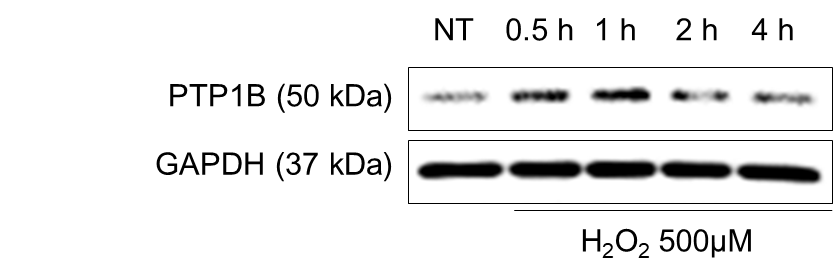 NT 0.5 h 1 h 2 h 4 h
PTP1B (50 kDa)
GAPDH (37 kDa)
H₂O₂ 500µM